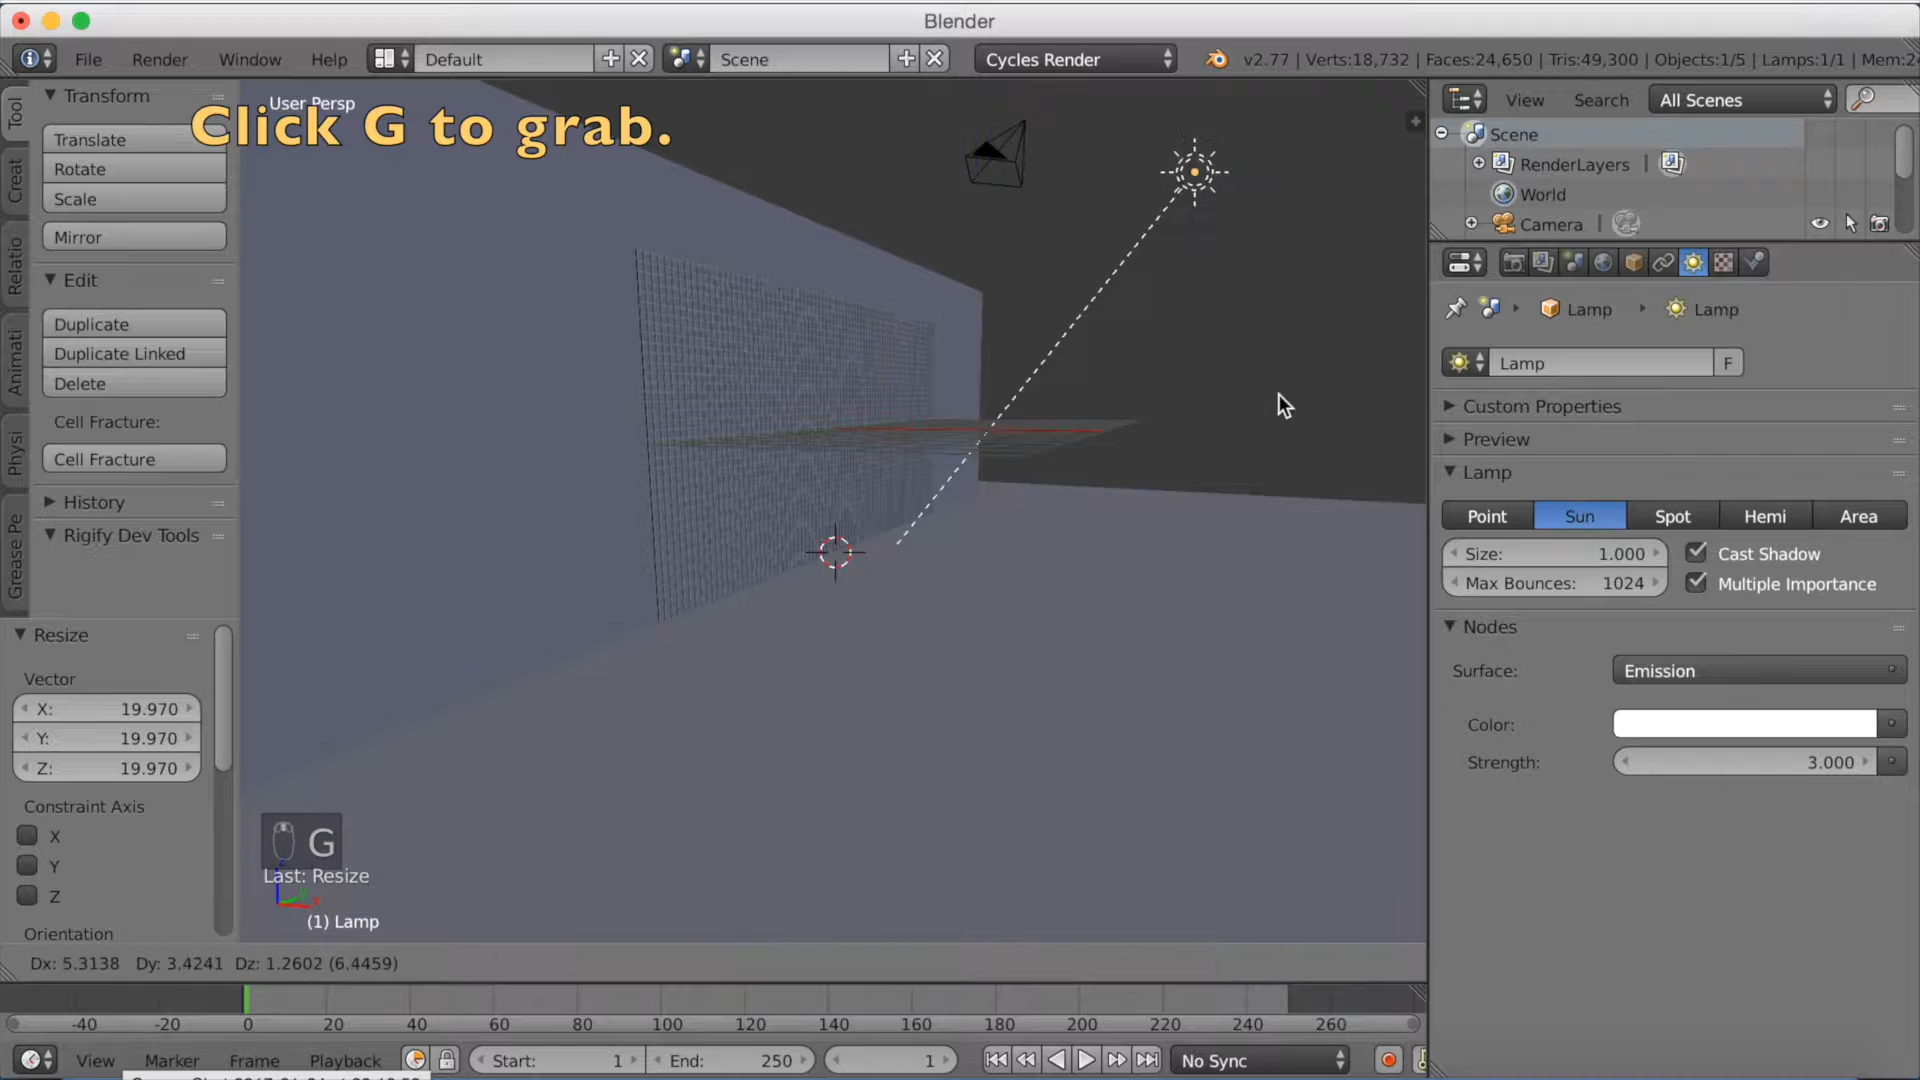 Blender
File Render Window Help Default Scene Cycles Render v2.77 | Verts:18,732 | Faces:24,650 | Tris:49,300 | Objects:1/5 | Lamps:1/1 | Mem:2
Tool
Creat
Relatio
Animati
Physi
Grease Pe
Transform
Translate
Rotate
Scale
Mirror
Edit
Duplicate
Duplicate Linked
Delete
Cell Fracture:
Cell Fracture
History
Rigify Dev Tools
Resize
Vector
X: 19.970
Y: 19.970
Z: 19.970
Constraint Axis
X
Y
Z
Orientation
User Persp
Click G to grab.
G
Last: Resize
(1) Lamp
Dx: 5.3138 Dy: 3.4241 Dz: 1.2602 (6.4459)
View Search All Scenes
Scene
RenderLayers |
World
Camera |
Lamp Lamp
Lamp F
Custom Properties
Preview
Lamp
Point Sun Spot Hemi Area
Size: 1.000 Cast Shadow
Max Bounces: 1024 Multiple Importance
Nodes
Surface: Emission
Color:
Strength: 3.000
-40 -20 0 20 40 60 80 100 120 140 160 180 200 220 240 260
View Marker Frame Playback Start: 1 End: 250 1 No Sync